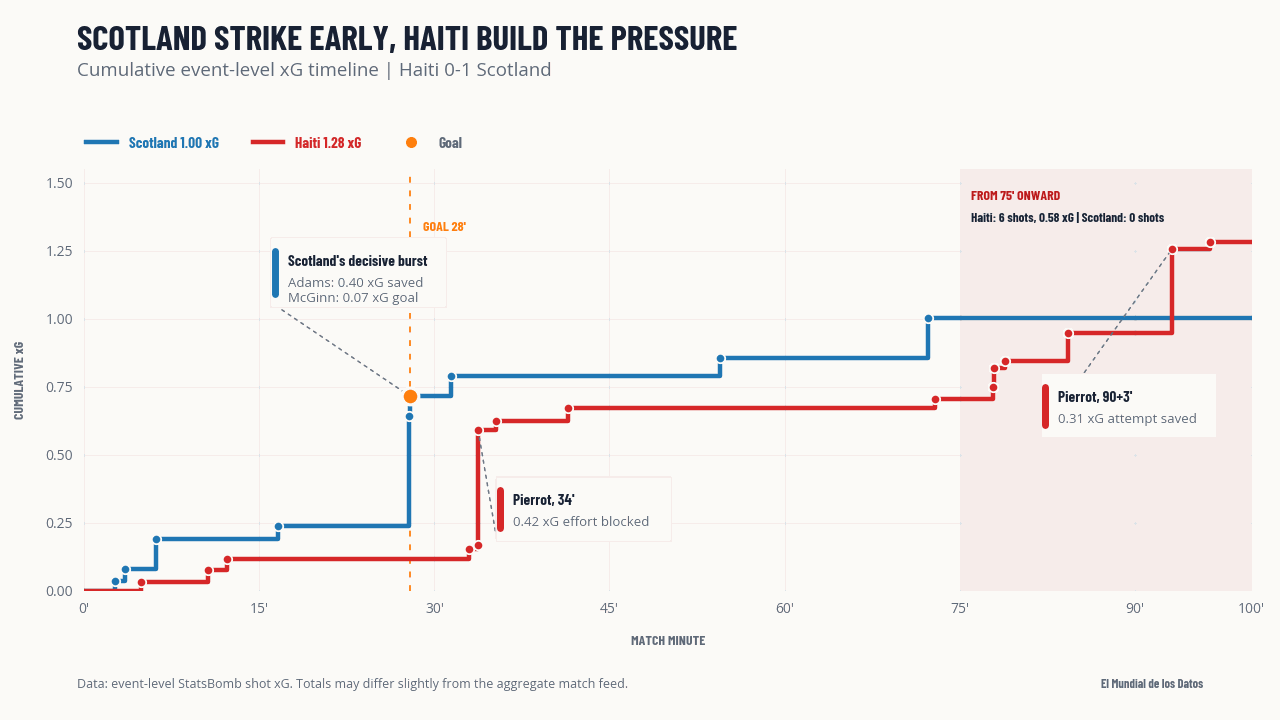 SCOTLAND STRIKE EARLY, HAITI BUILD THE PRESSURE
Cumulative event-level xG timeline | Haiti 0-1 Scotland
Scotland 1.00 xG
Haiti 1.28 xG
Goal
1.50
1.25
1.00
0.75
0.50
0.25
0.00
CUMULATIVE xG
GOAL 28'
Scotland's decisive burst
Adams: 0.40 xG saved
McGinn: 0.07 xG goal
FROM 75' ONWARD
Haiti: 6 shots, 0.58 xG | Scotland: 0 shots
Pierrot, 90+3'
0.31 xG attempt saved
Pierrot, 34'
0.42 xG effort blocked
0'
15'
30'
45'
60'
75'
90'
100'
MATCH MINUTE
Data: event-level StatsBomb shot xG. Totals may differ slightly from the aggregate match feed.
El Mundial de los Datos